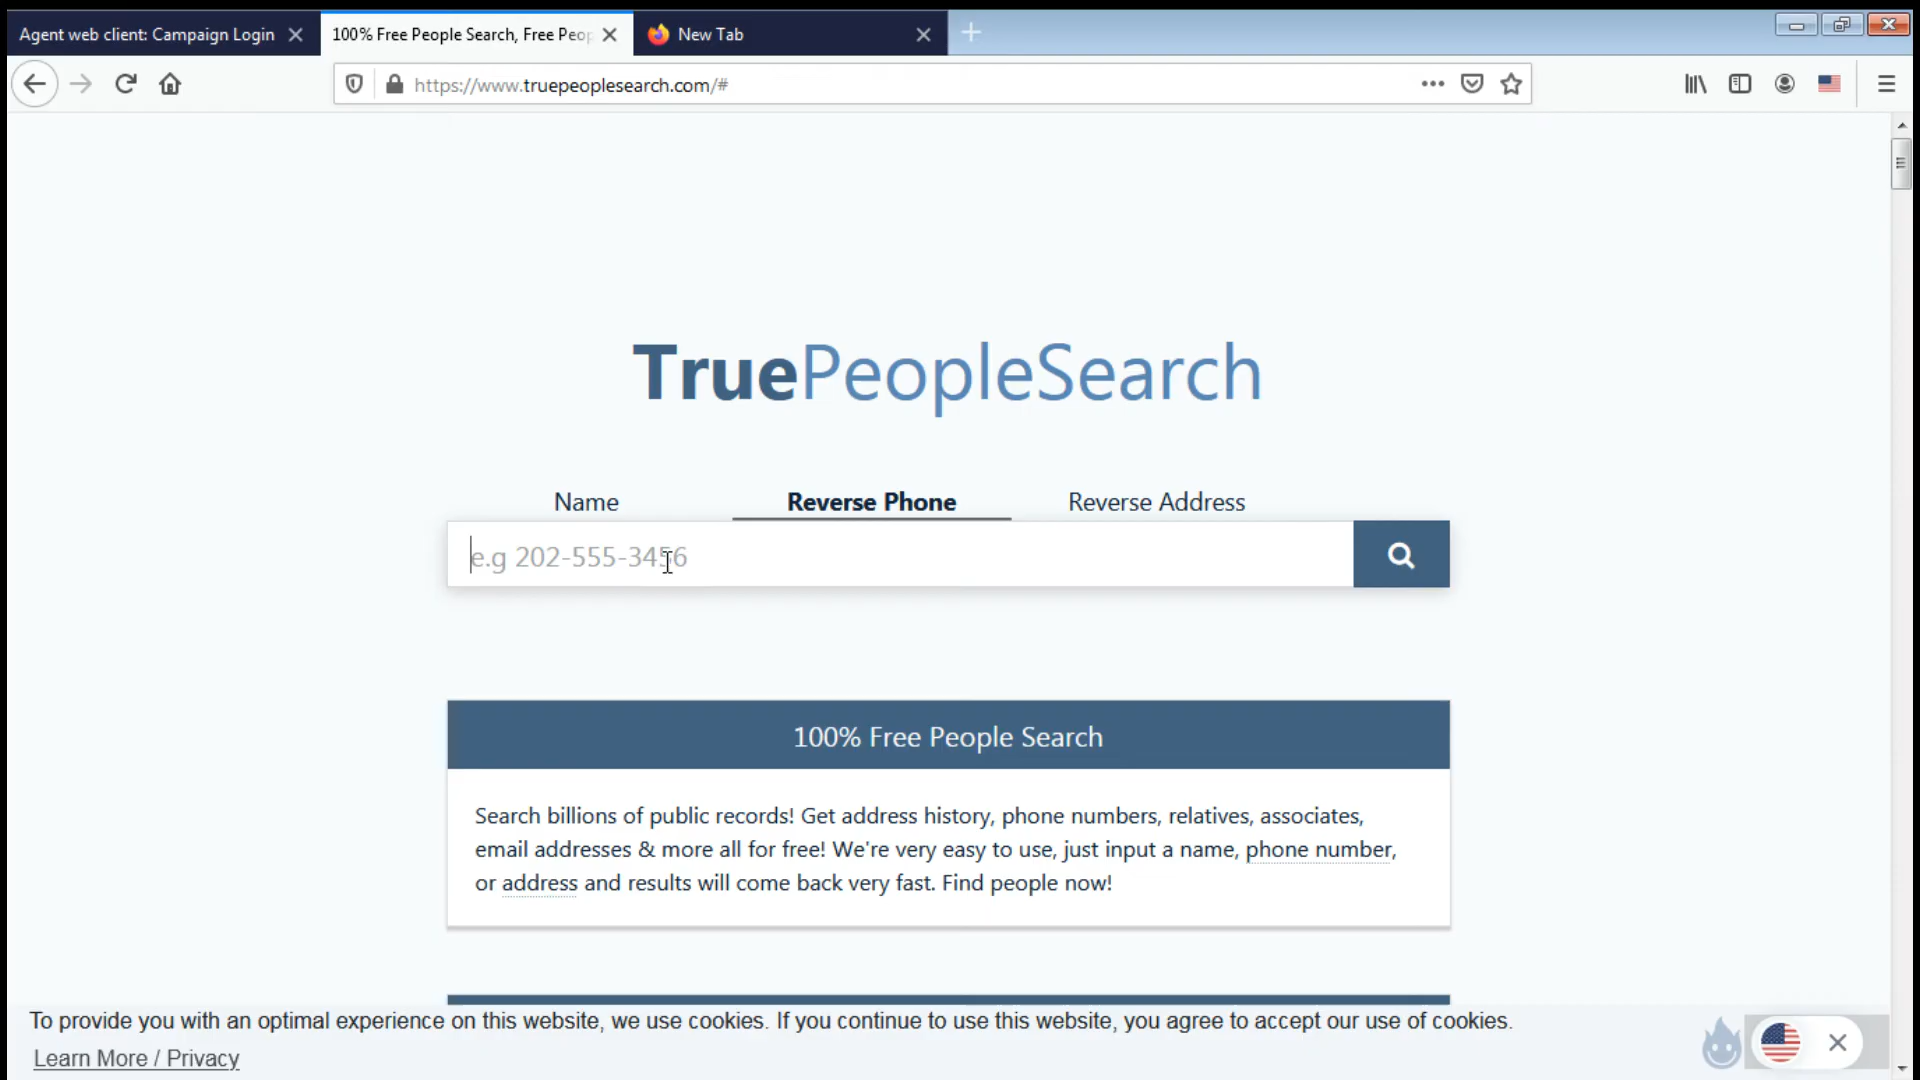 Agent web client: Campaign Login
100% Free People Search, Free Peop
New Tab
https://www.truepeoplesearch.com/#
TruePeopleSearch
Name
Reverse Phone
Reverse Address
e.g 202-555-3456
100% Free People Search
Search billions of public records! Get address history, phone numbers, relatives, associates,
email addresses & more all for free! We're very easy to use, just input a name, phone number,
or address and results will come back very fast. Find people now!
To provide you with an optimal experience on this website, we use cookies. If you continue to use this website, you agree to accept our use of cookies.
Learn More / Privacy